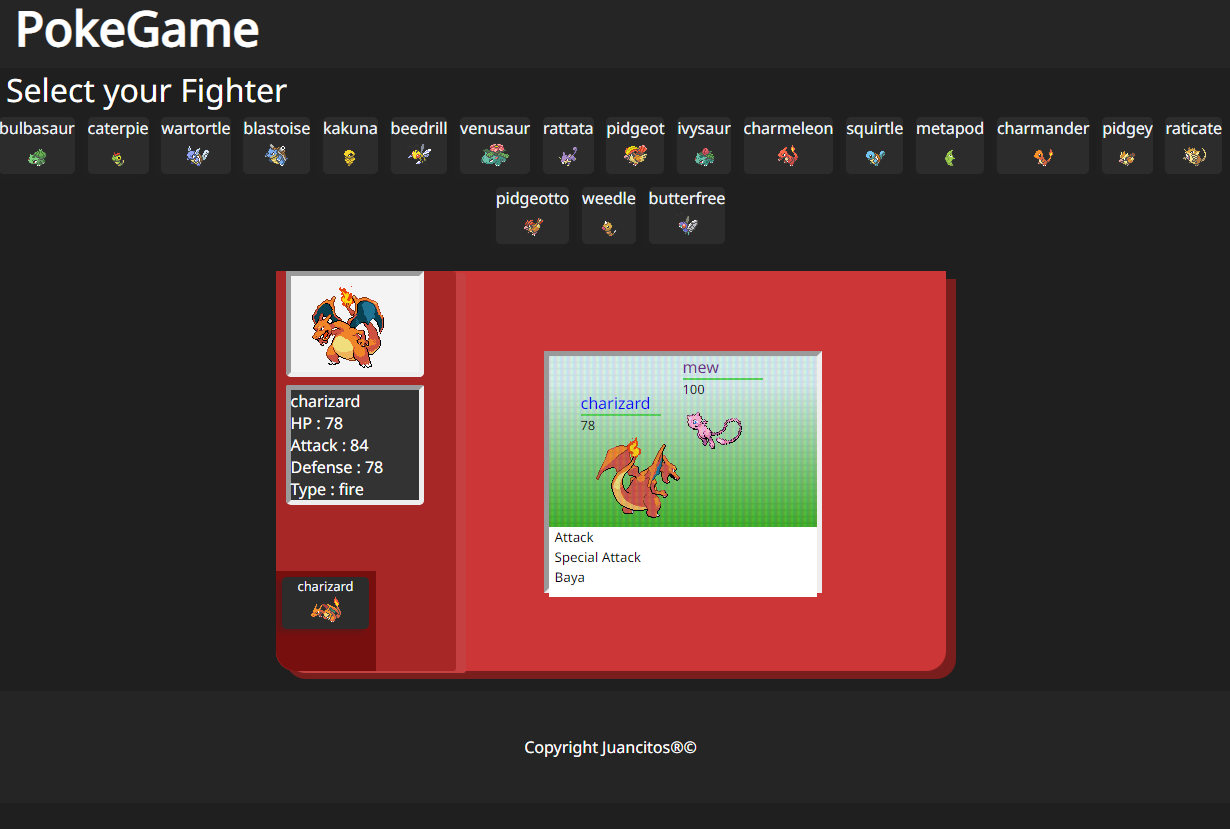 PokeGame
Select your Fighter
bulbasaur caterpie wartortle blastoise kakuna beedrill venusaur rattata pidgeot ivysaur charmeleon squirtle metapod charmander pidgey raticate
pidgeotto weedle butterfree
charizard
HP : 78
Attack : 84
Defense : 78
Type : fire
charizard
mew
100
charizard
78
Attack
Special Attack
Baya
Copyright Juancitos®©